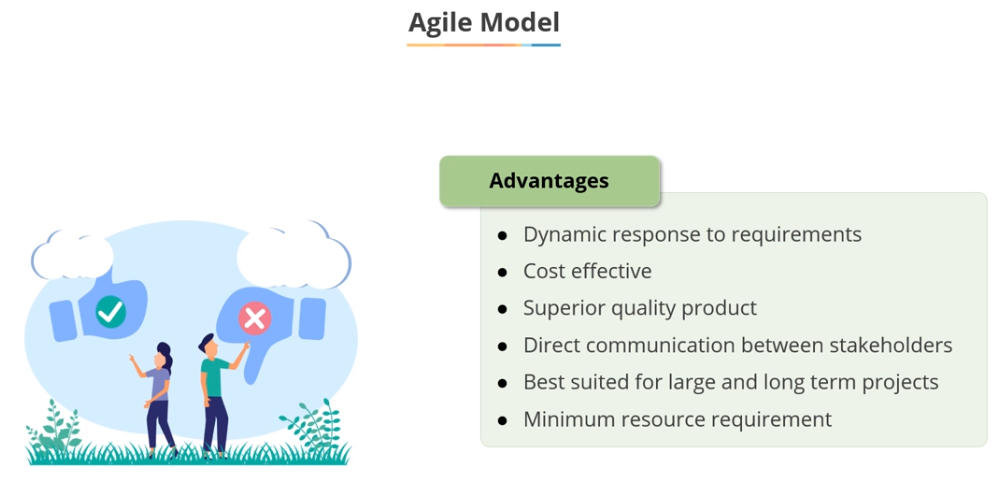 Agile Model
Advantages
● Dynamic response to requirements
● Cost effective
● Superior quality product
● Direct communication between stakeholders
● Best suited for large and long term projects
● Minimum resource requirement